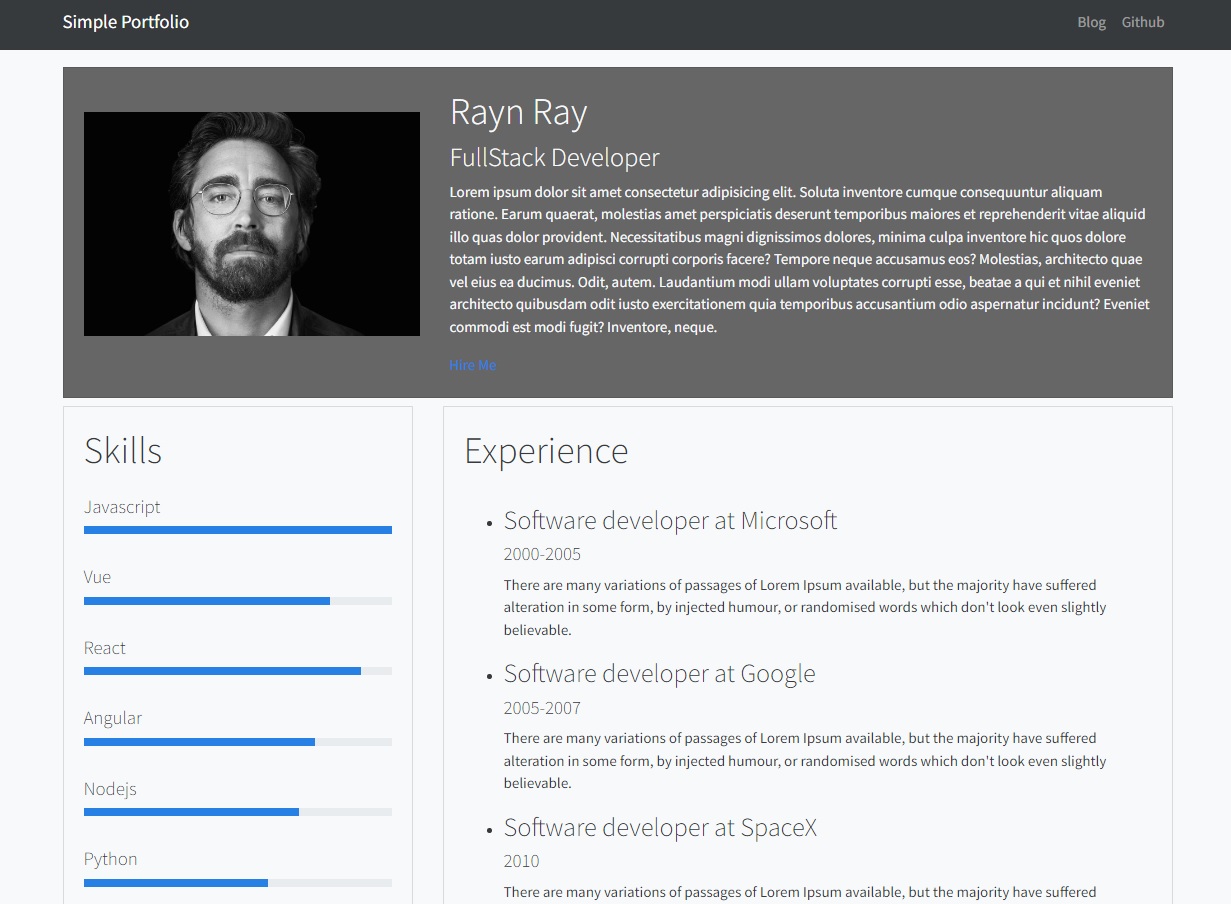 Simple Portfolio
Blog Github
Rayn Ray
FullStack Developer
Lorem ipsum dolor sit amet consectetur adipisicing elit. Soluta inventore cumque consequuntur aliquam
ratione. Earum quaerat, molestias amet perspiciatis deserunt temporibus maiores et reprehenderit vitae aliquid
illo quas dolor provident. Necessitatibus magni dignissimos dolores, minima culpa inventore hic quos dolore
totam iusto earum adipisci corrupti corporis facere? Tempore neque accusamus eos? Molestias, architecto quae
vel eius ea ducimus. Odit, autem. Laudantium modi ullam voluptates corrupti esse, beatae a qui et nihil eveniet
architecto quibusdam odit iusto exercitationem quia temporibus accusantium odio aspernatur incidunt? Eveniet
commodi est modi fugit? Inventore, neque.
Hire Me
Skills
Javascript
Vue
React
Angular
Nodejs
Python
Experience
Software developer at Microsoft
2000-2005
There are many variations of passages of Lorem Ipsum available, but the majority have suffered
alteration in some form, by injected humour, or randomised words which don't look even slightly
believable.
Software developer at Google
2005-2007
There are many variations of passages of Lorem Ipsum available, but the majority have suffered
alteration in some form, by injected humour, or randomised words which don't look even slightly
believable.
Software developer at SpaceX
2010
There are many variations of passages of Lorem Ipsum available, but the majority have suffered